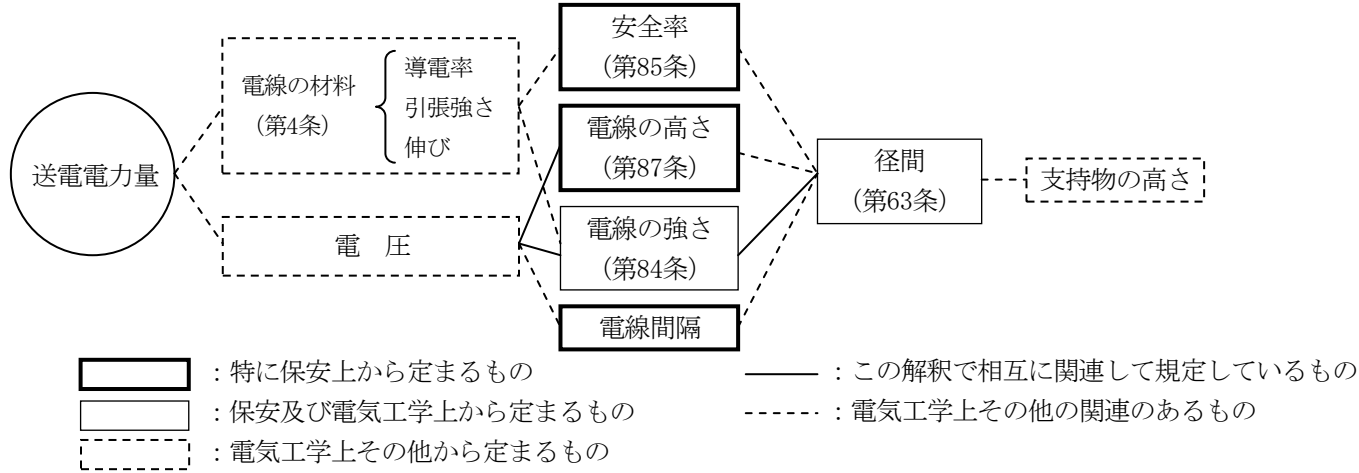 送電電力量
電線の材料
(第4条)
導電率
引張強さ
伸び
電 圧
安全率
(第85条)
電線の高さ
(第87条)
電線の強さ
(第84条)
電線間隔
径間
(第63条)
支持物の高さ
:特に保安上から定まるもの
:保安及び電気工学上から定まるもの
:電気工学上その他から定まるもの
:この解釈で相互に関連して規定しているもの
:電気工学上その他の関連のあるもの